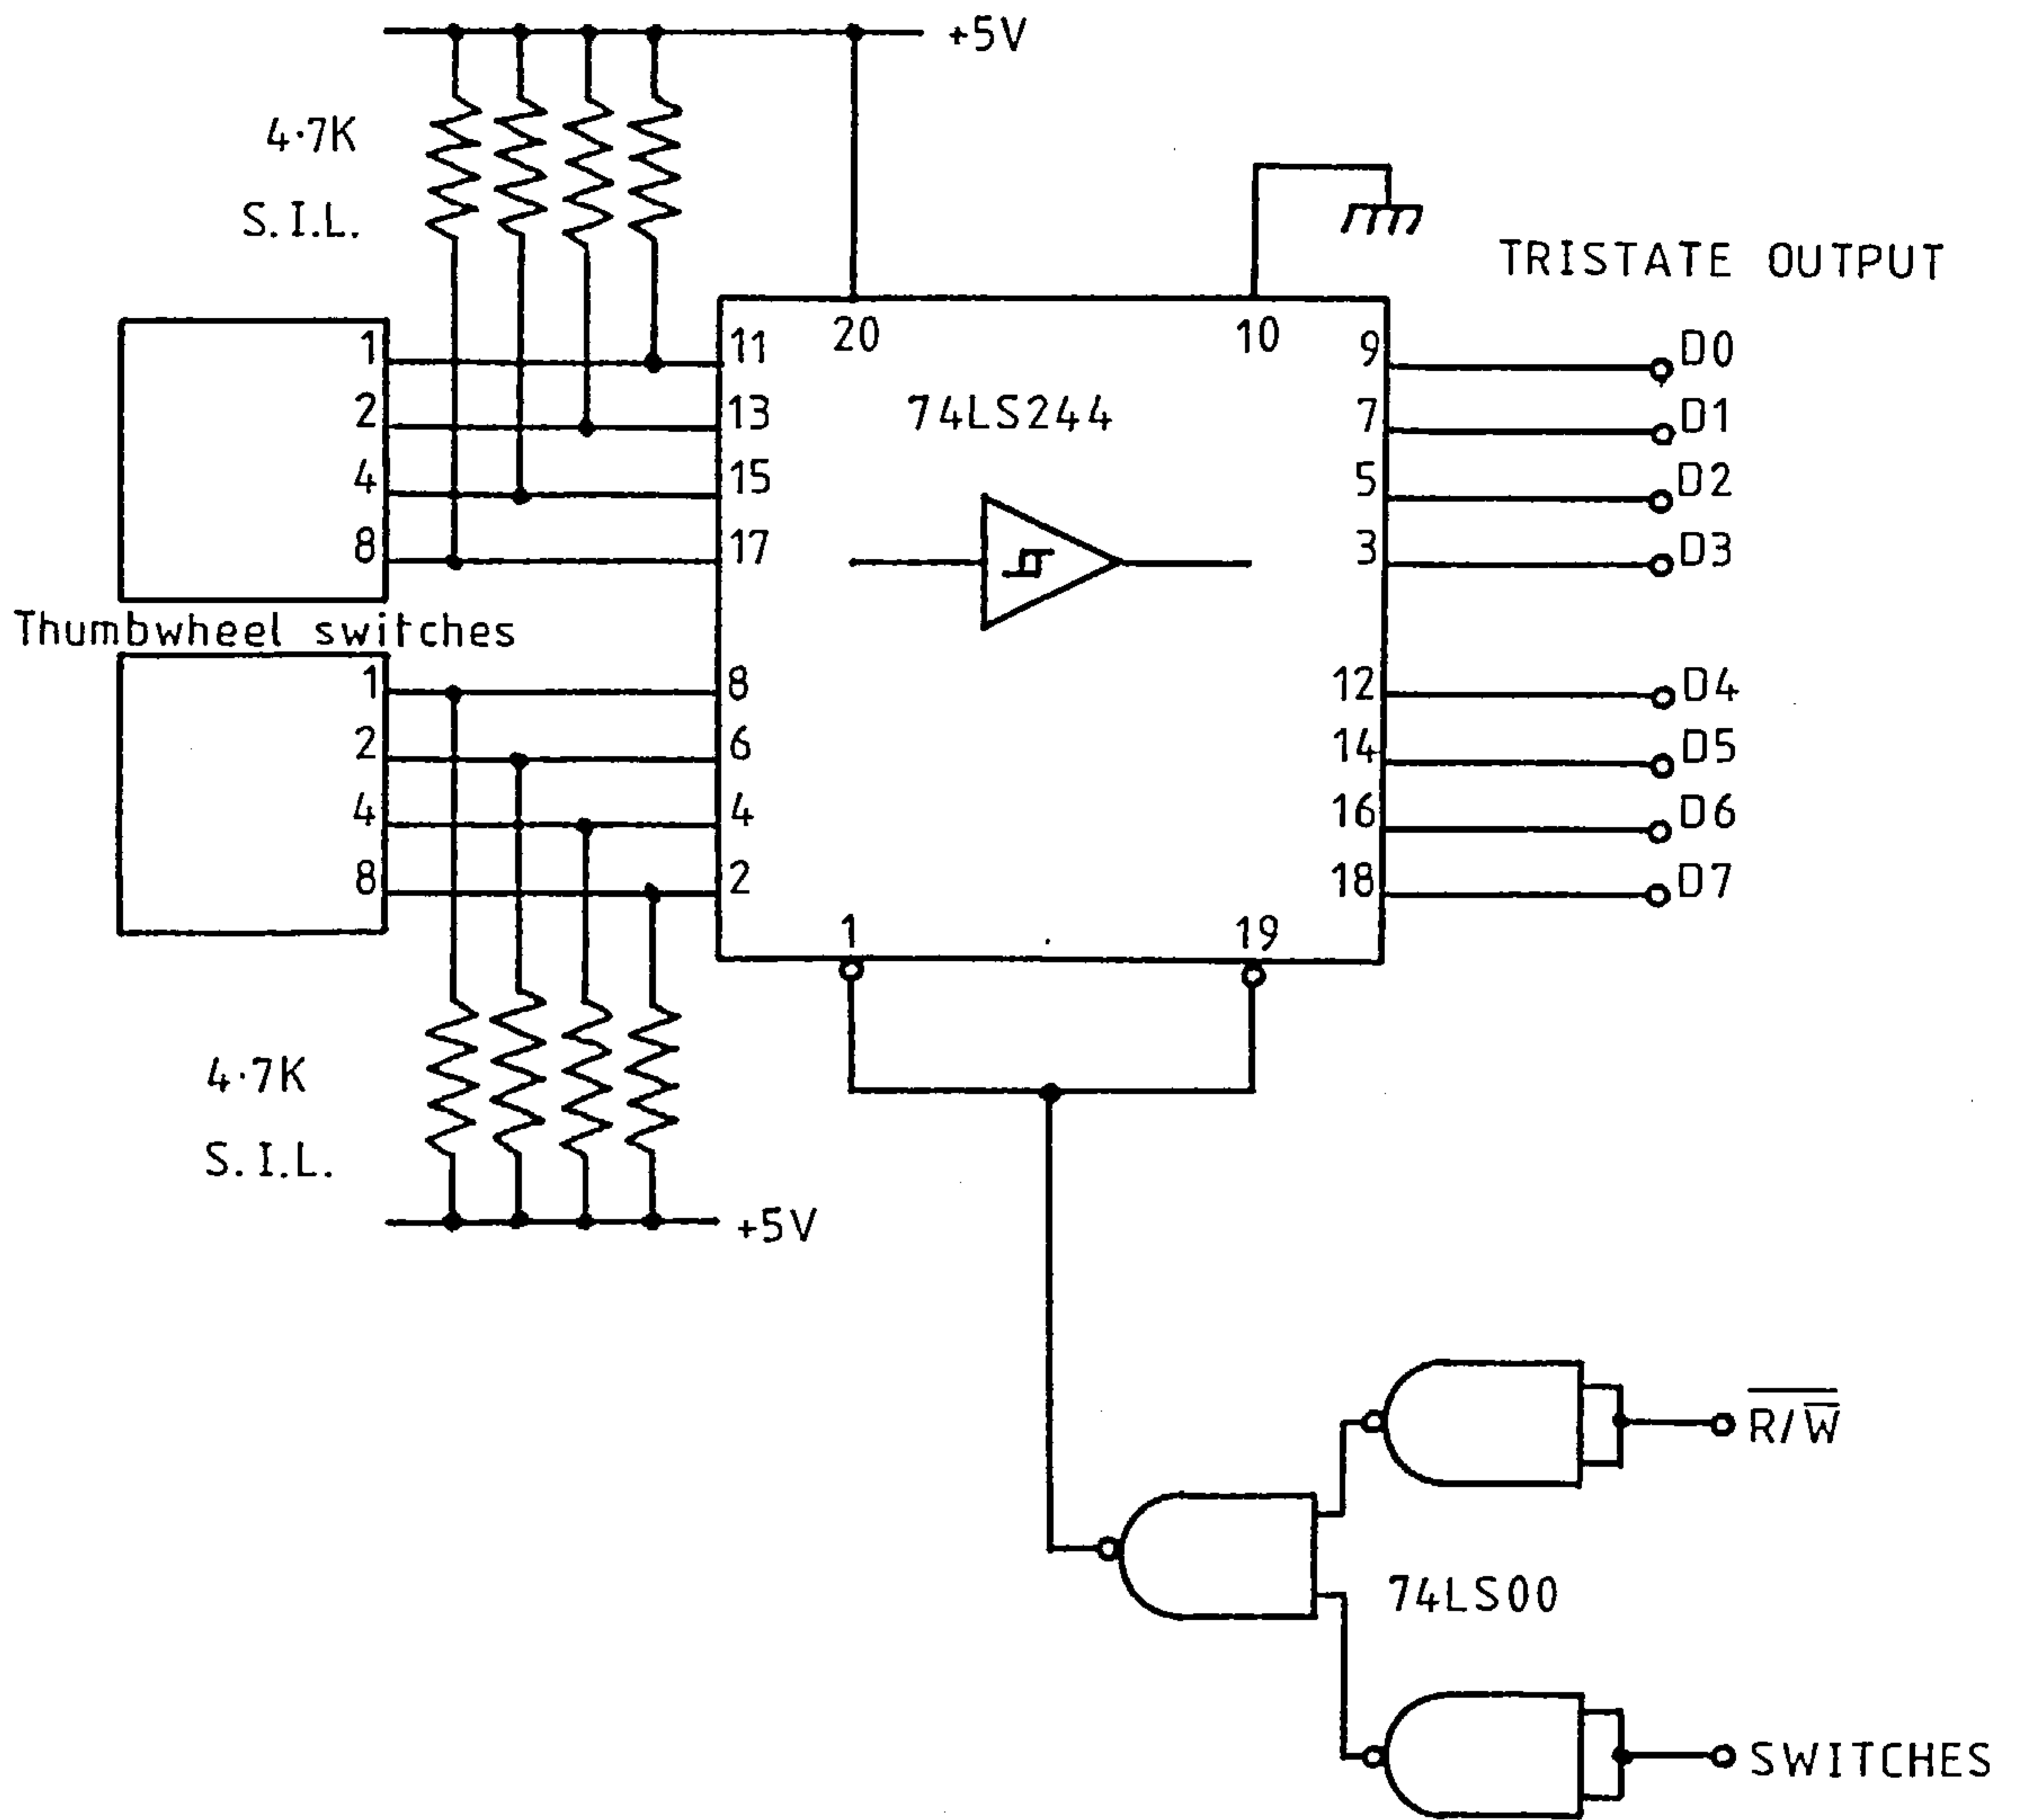 +5V
4.7K
S.I.L.
TRISTATE OUTPUT
1 11 20 10 9 D0
2 13 74LS244 7 D1
4 15 5 D2
8 17 3 D3
Thumbwheel switches
1 8 12 D4
2 6 14 D5
4 4 16 D6
8 2 18 D7
1 19
4.7K
S.I.L.
+5V
R/W̅
74LS00
SWITCHES